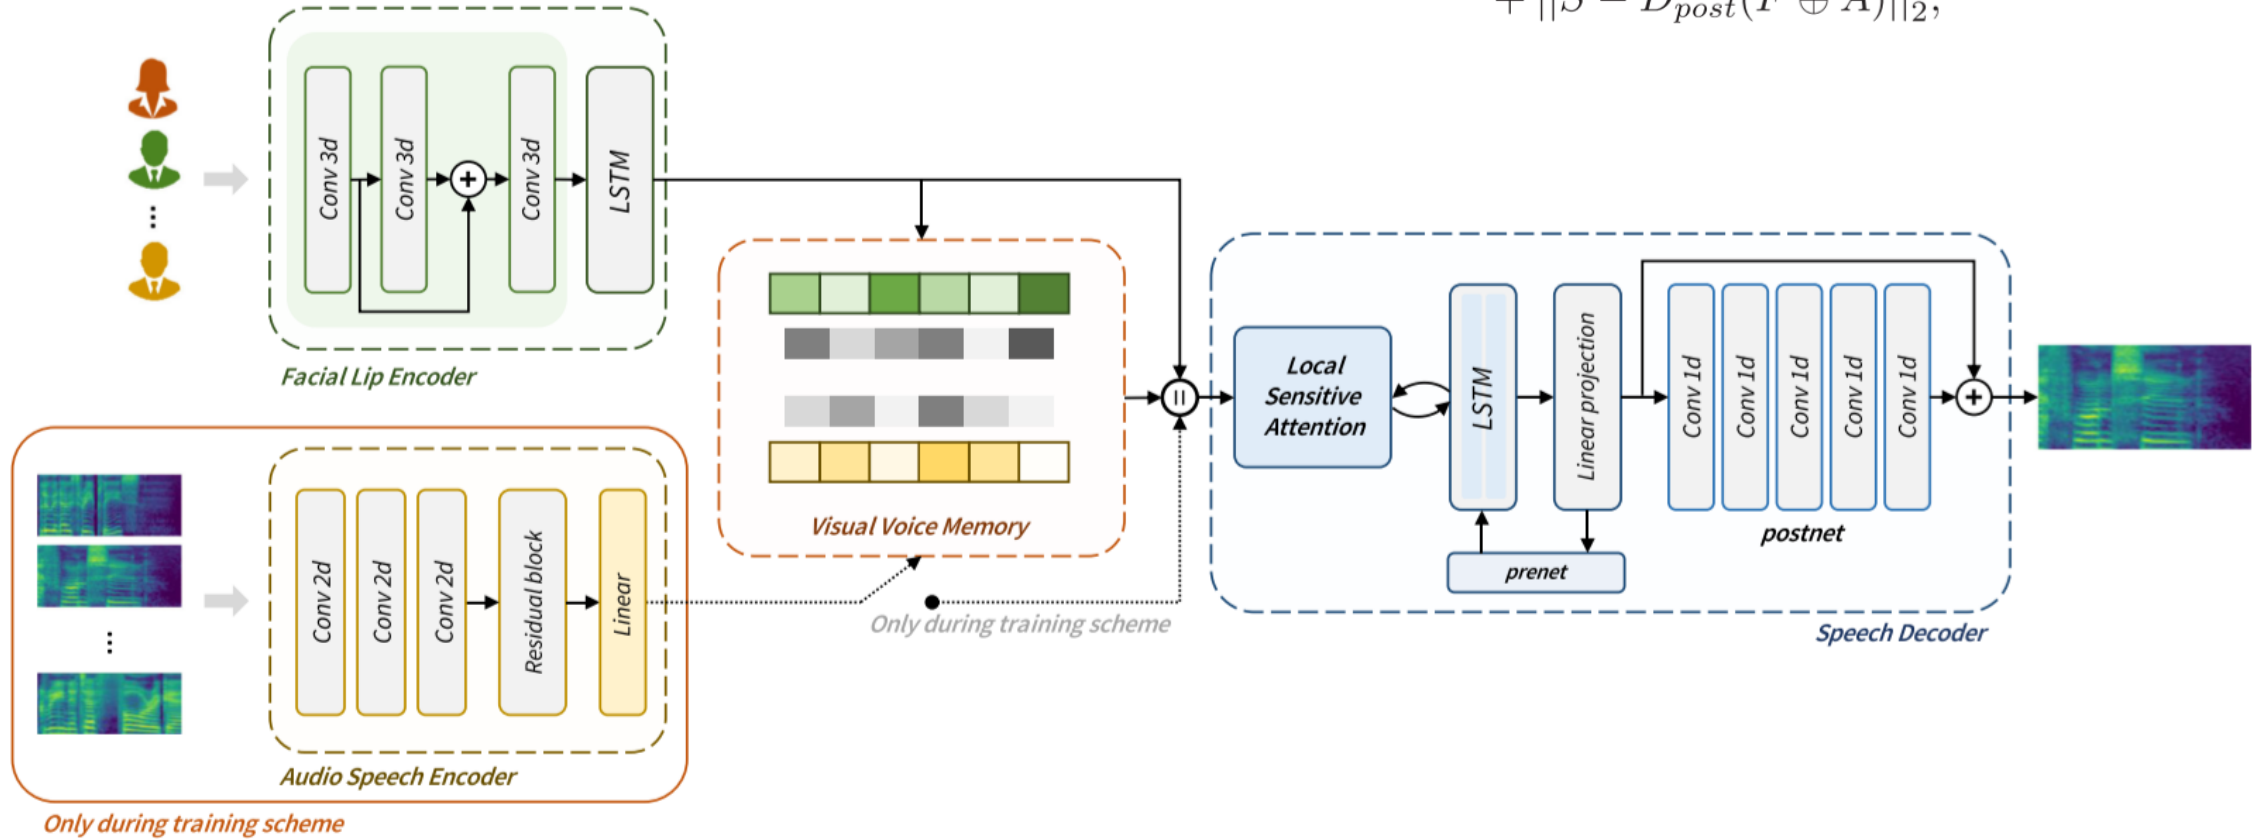 + ||S − D_post(F ⊕ A)||_2,
Conv 3d
Conv 3d
+
Conv 3d
LSTM
Facial Lip Encoder
...
Visual Voice Memory
=
Local
Sensitive
Attention
LSTM
Linear projection
Conv 1d
Conv 1d
Conv 1d
Conv 1d
Conv 1d
+
postnet
prenet
Speech Decoder
...
Conv 2d
Conv 2d
Conv 2d
Residual block
Linear
Audio Speech Encoder
Only during training scheme
Only during training scheme